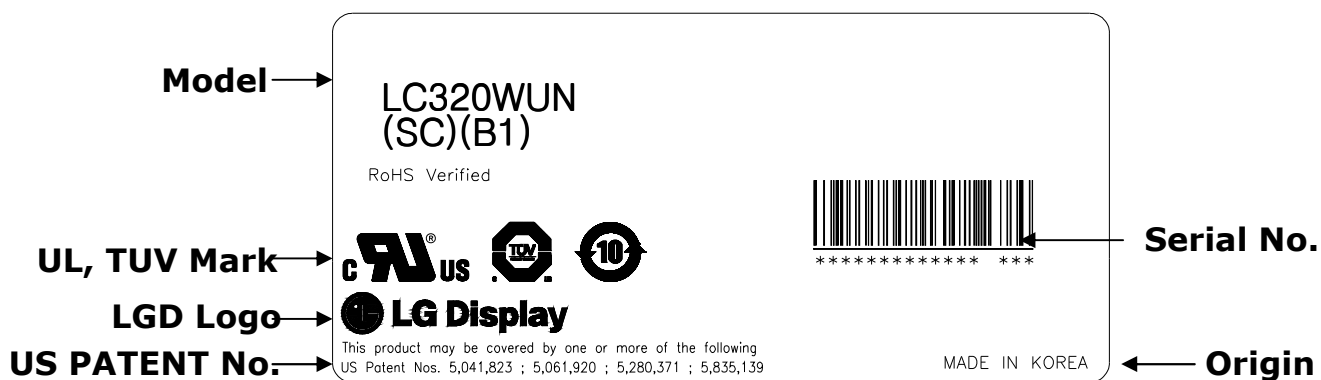 Model
LC320WUN
(SC)(B1)
RoHS Verified
UL, TUV Mark
C RU ® US
TÜV
10
Serial No.
************* ***
LGD Logo
LG Display
US PATENT No.
This product may be covered by one or more of the following
US Patent Nos. 5,041,823 ; 5,061,920 ; 5,280,371 ; 5,835,139
MADE IN KOREA
Origin